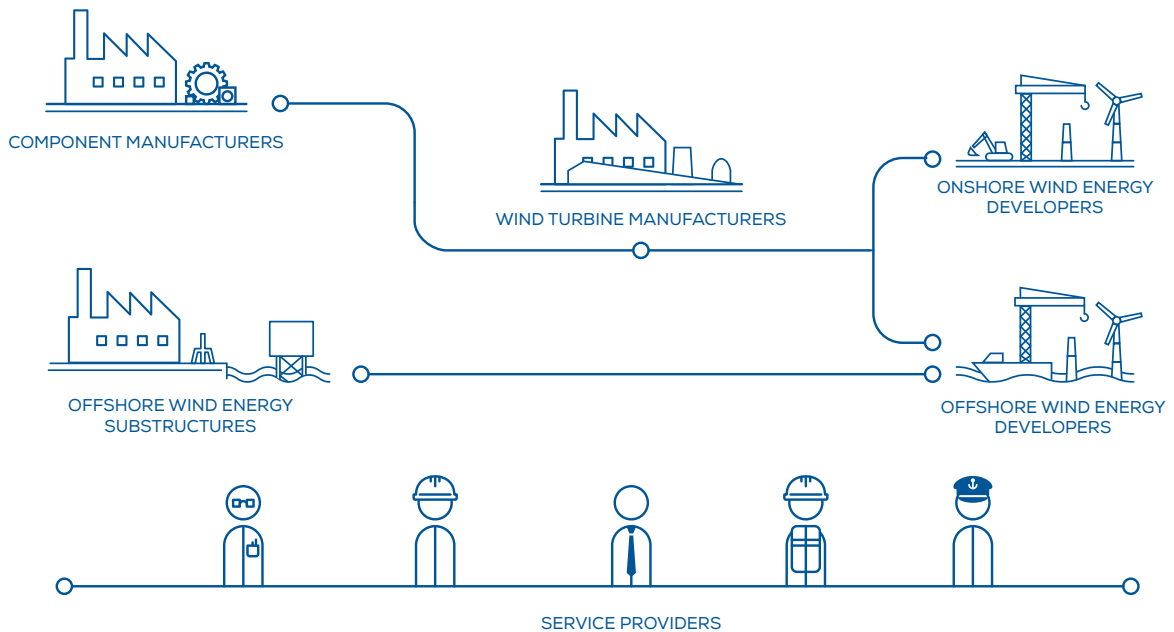 COMPONENT MANUFACTURERS
WIND TURBINE MANUFACTURERS
ONSHORE WIND ENERGY
DEVELOPERS
OFFSHORE WIND ENERGY
SUBSTRUCTURES
OFFSHORE WIND ENERGY
DEVELOPERS
SERVICE PROVIDERS